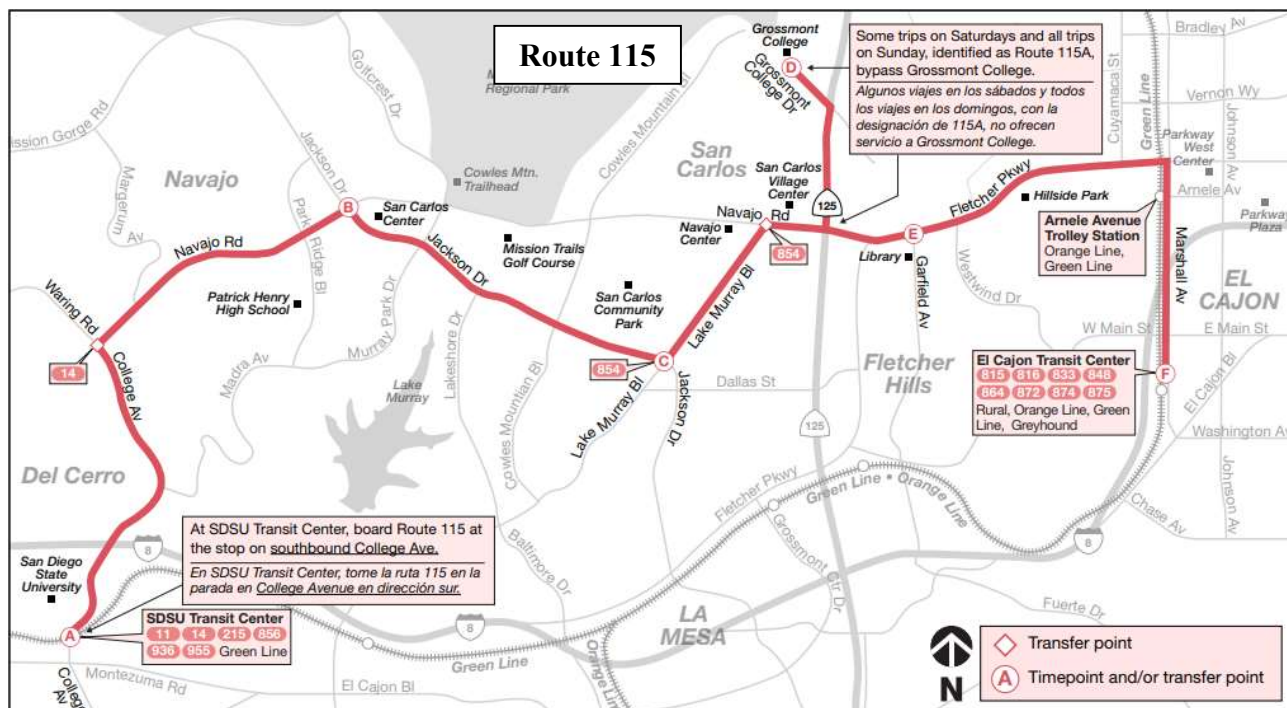 Route 115
Grossmont
College
D
Grossmont
College Dr
Some trips on Saturdays and all trips
on Sunday, identified as Route 115A,
bypass Grossmont College.
Algunos viajes en los sábados y todos
los viajes en los domingos, con la
designación de 115A, no ofrecen
servicio a Grossmont College.
Bradley Av
Cuyamaca St
Green Line
Vernon Wy
Johnson Av
Parkway
West
Center
Arnele Av
Parkway
Plaza
Regional Park
Golfcrest Dr
Mission Gorge Rd
Margerum
Av
Navajo
Jackson Dr
Cowles Mtn.
Trailhead
Cowles Mountain Bl
San
Carlos
San Carlos
Village
Center
125
Fletcher Pkwy
Hillside Park
B
San Carlos
Center
Navajo Rd
Park Ridge Bl
Jackson Dr
Mission Trails
Golf Course
Navajo
Center
Navajo Rd
854
E
Library
Garfield Av
Westwind Dr
Arnele Avenue
Trolley Station
Orange Line,
Green Line
Marshall Av
EL
CAJON
Waring Rd
Patrick Henry
High School
San Carlos
Community
Park
Lake Murray Bl
W Main St
E Main St
14
College Av
Madra Av
Murray Park Dr
Lakeshore Dr
Lake
Murray
Cowles Mountian Bl
854
C
Lake Murray Bl
Jackson Dr
Dallas St
Fletcher
Hills
El Cajon Transit Center
815 816 833 848
864 872 874 875
Rural, Orange Line, Green
Line, Greyhound
F
El Cajon Bl
125
Washington Av
Johnson Av
Del Cerro
Fletcher Pkwy
Green Line • Orange Line
Chase Av
8
At SDSU Transit Center, board Route 115 at
the stop on southbound College Ave.
En SDSU Transit Center, tome la ruta 115 en la
parada en College Avenue en dirección sur.
8
San Diego
State
University
Baltimore Dr
Grossmont Ctr Dr
LA
MESA
8
Fuerte Dr
A
SDSU Transit Center
11 14 215 856
936 955 Green Line
Green Line
Orange Line
College
Av
Montezuma Rd
El Cajon Bl
N
Transfer point
A Timepoint and/or transfer point